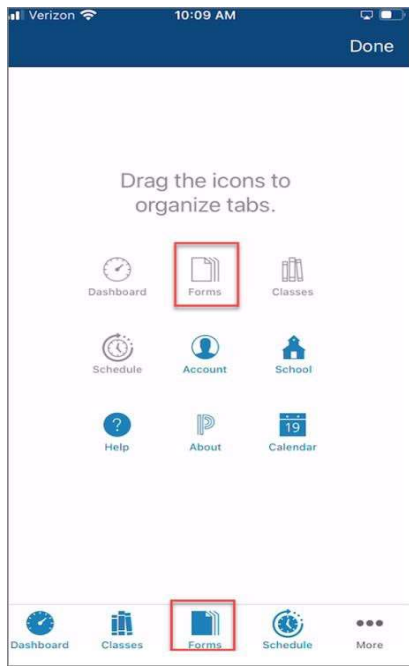 Verizon 10:09 AM
Done
Drag the icons to
organize tabs.
Dashboard Forms Classes
Schedule Account School
? 19
Help About Calendar
Dashboard Classes Forms Schedule More